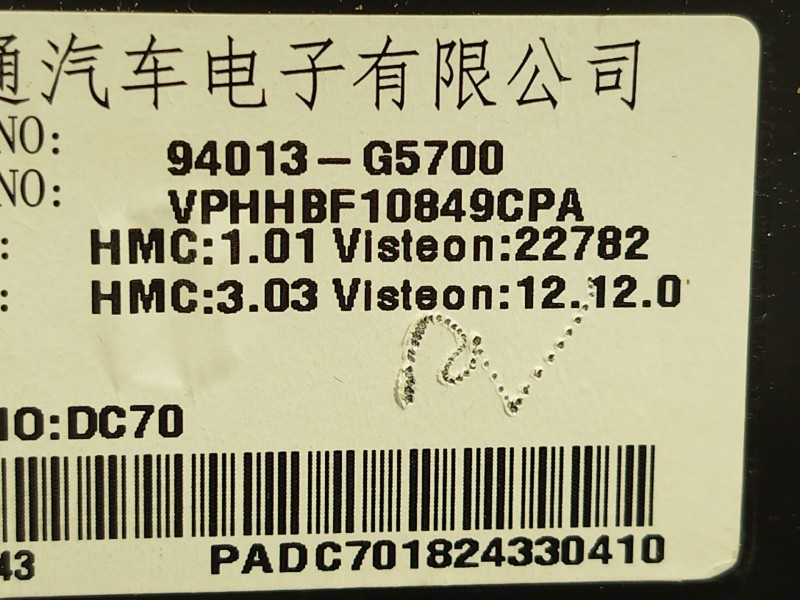 通汽车电子有限公司
NO: 94013-G5700
NO: VPHHBF10849CPA
: HMC:1.01 Visteon:22782
: HMC:3.03 Visteon:12.12.0
NO:DC70
43 PADC701824330410